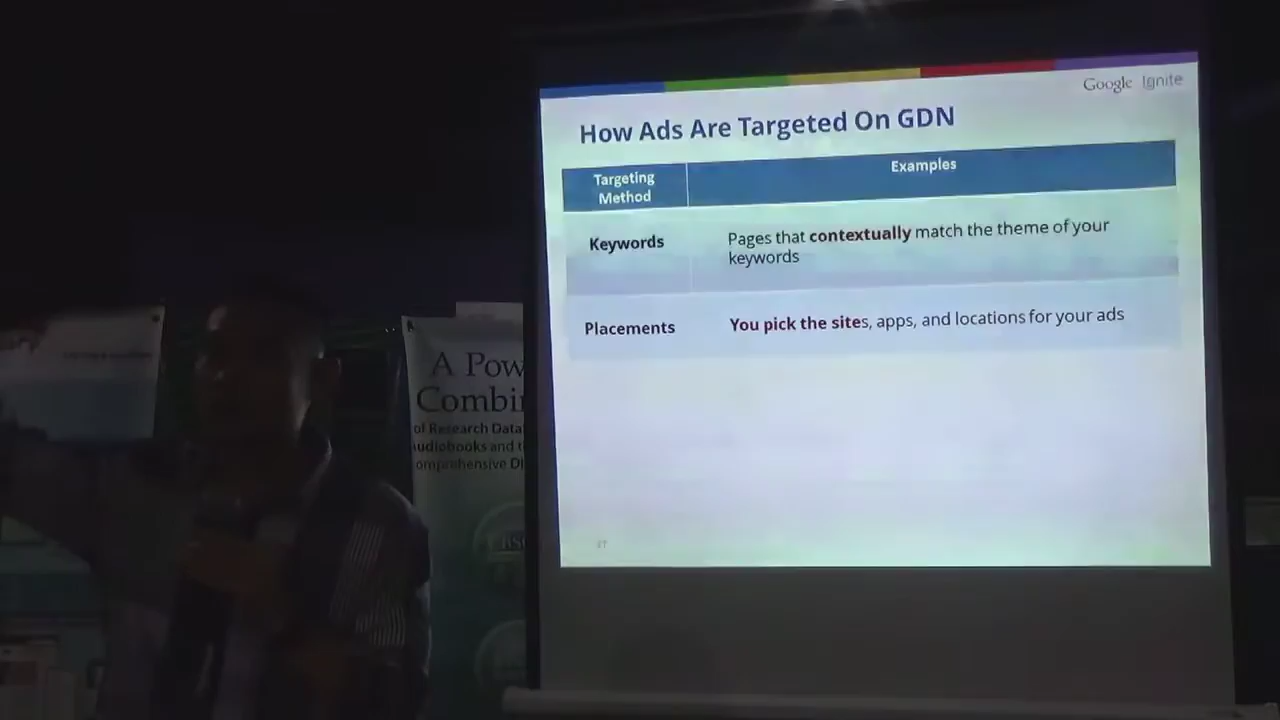 Google Ignite
How Ads Are Targeted On GDN
Targeting
Method
Examples
Keywords
Pages that contextually match the theme of your
keywords
Placements
You pick the sites, apps, and locations for your ads
A Pow
Combi
of Research Data
udiobooks and t
omprehensive Di